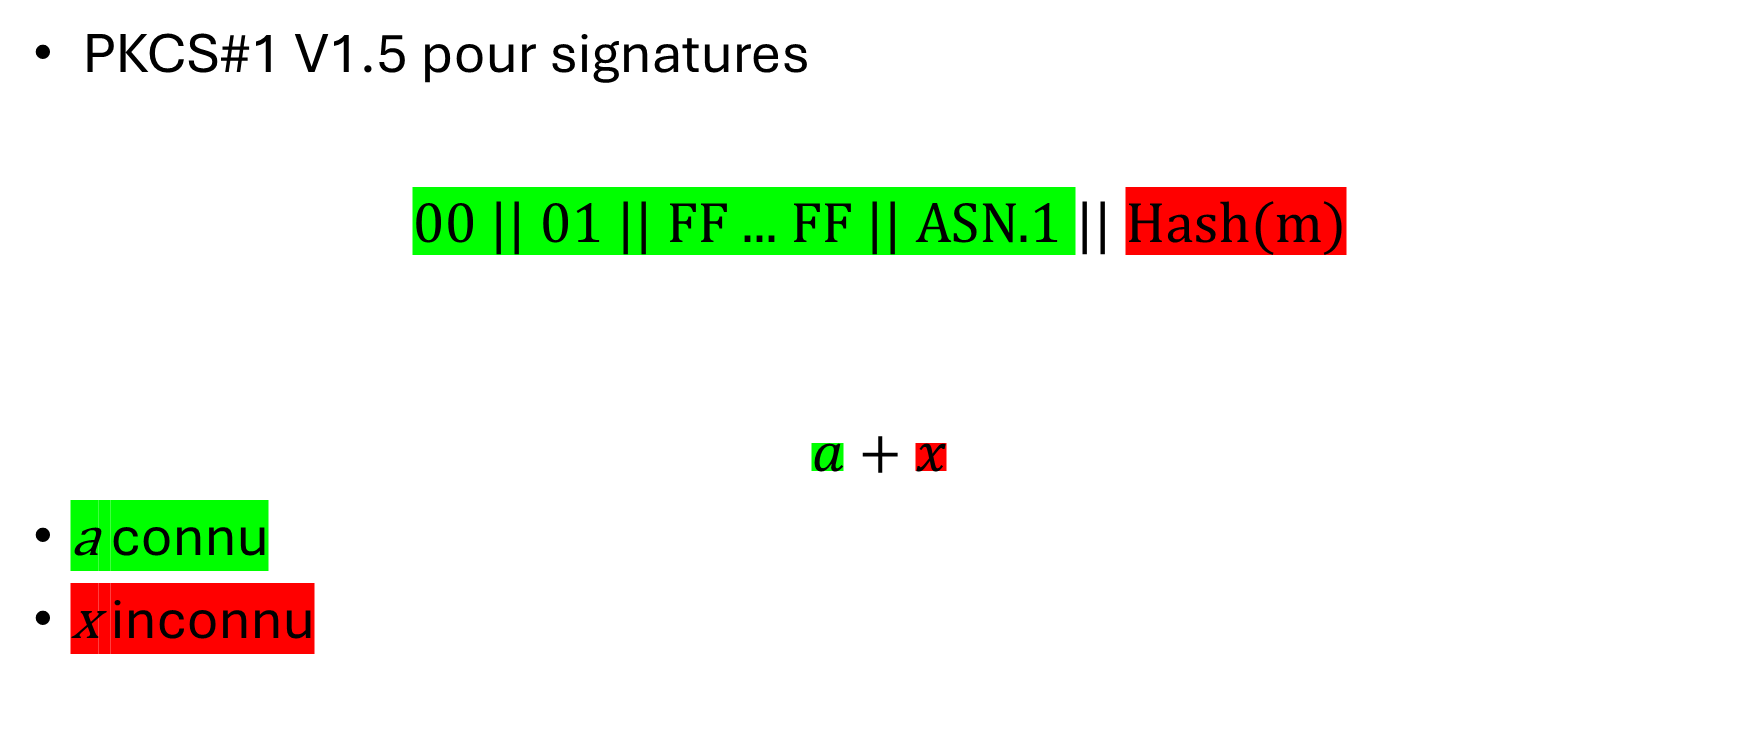 • PKCS#1 V1.5 pour signatures
00 || 01 || FF ... FF || ASN.1 || Hash(m)
a + x
• a connu
• x inconnu